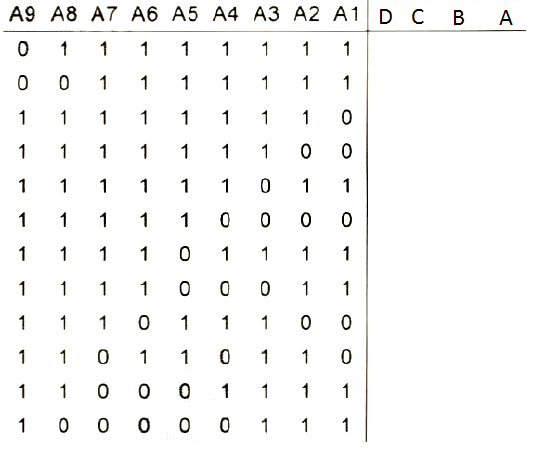 A9 A8 A7 A6 A5 A4 A3 A2 A1 D C B A
0 1 1 1 1 1 1 1 1
0 0 1 1 1 1 1 1 1
1 1 1 1 1 1 1 1 0
1 1 1 1 1 1 1 0 0
1 1 1 1 1 1 0 1 1
1 1 1 1 1 0 0 0 0
1 1 1 1 0 1 1 1 1
1 1 1 1 0 0 0 1 1
1 1 1 0 1 1 1 0 0
1 1 0 1 1 0 1 1 0
1 1 0 0 0 1 1 1 1
1 0 0 0 0 0 1 1 1